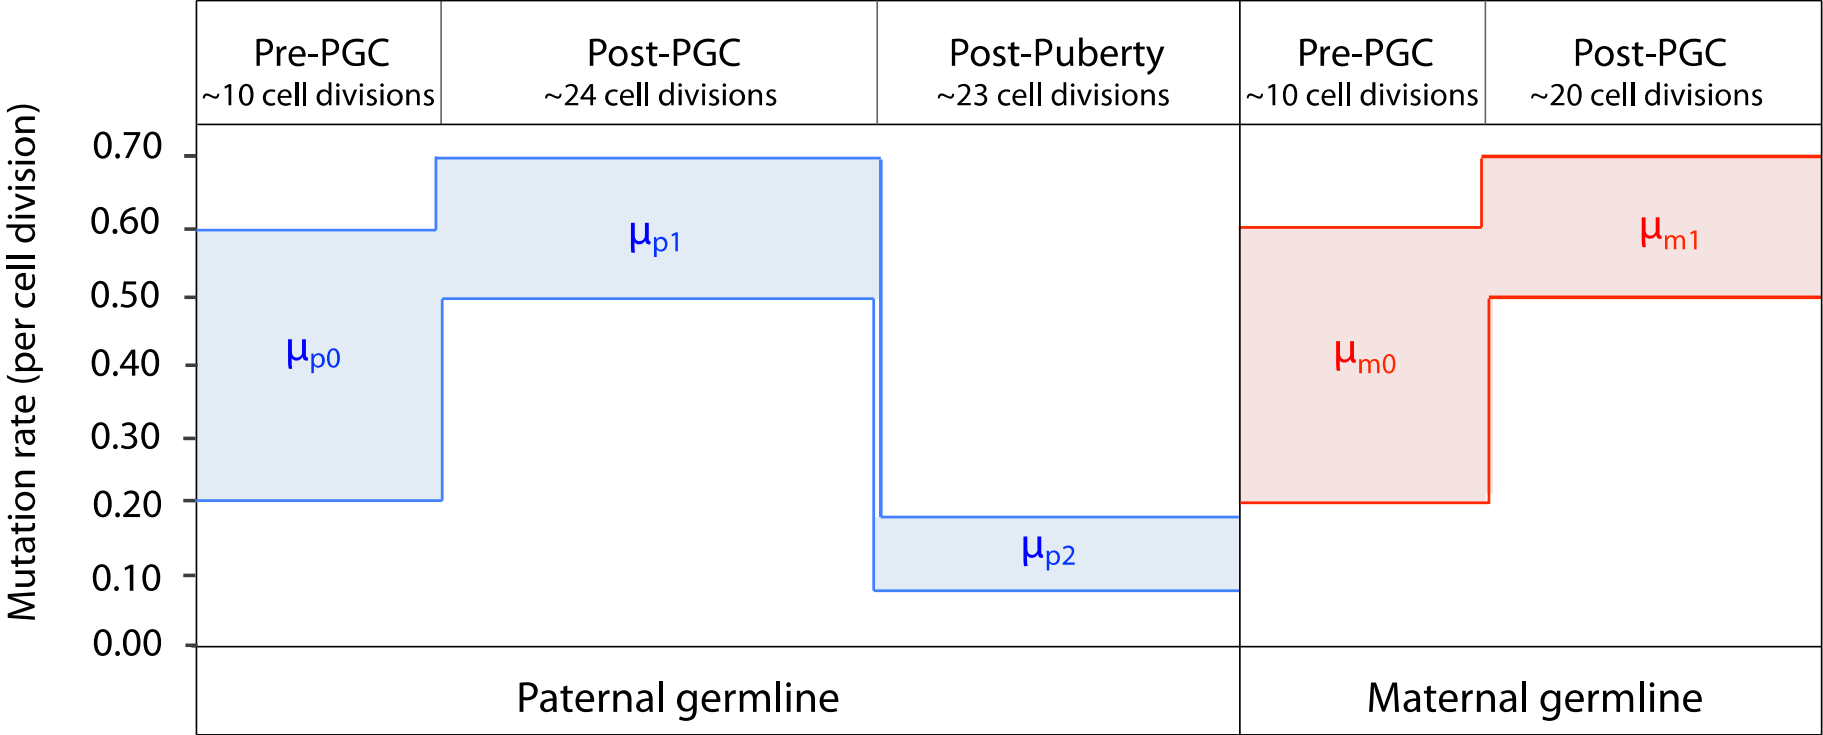 Pre-PGC
~10 cell divisions
Post-PGC
~24 cell divisions
Post-Puberty
~23 cell divisions
Pre-PGC
~10 cell divisions
Post-PGC
~20 cell divisions
Mutation rate (per cell division)
0.70
0.60
0.50
0.40
0.30
0.20
0.10
0.00
μp0
μp1
μp2
μm0
μm1
Paternal germline
Maternal germline